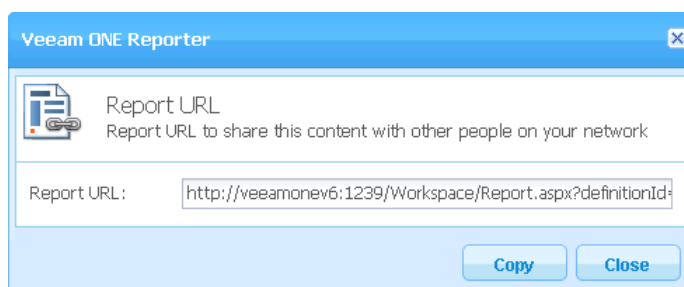 Veeam ONE Reporter
Report URL
Report URL to share this content with other people on your network
Report URL: http://veeamonev6:1239/Workspace/Report.aspx?definitionId=
Copy Close